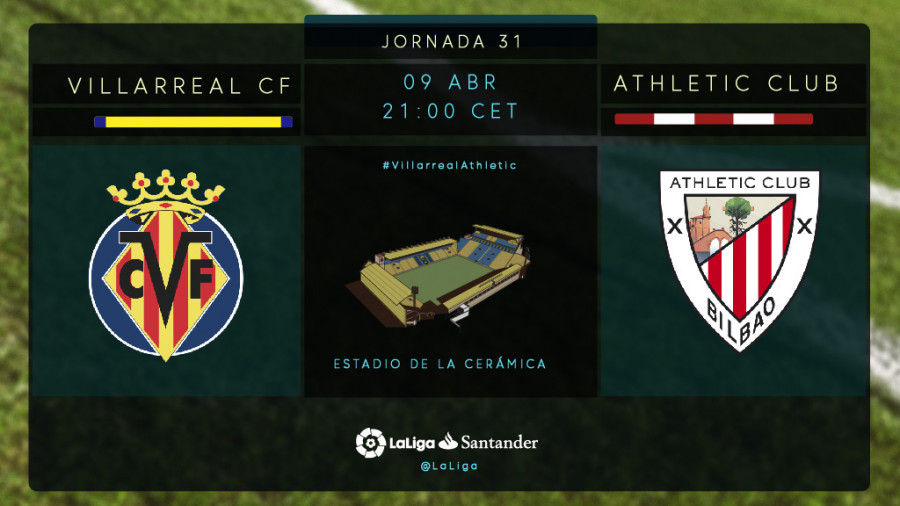 JORNADA 31
VILLARREAL CF
09 ABR
21:00 CET
ATHLETIC CLUB
#VillarrealAthletic
CVF
ATHLETIC CLUB
X X
BILBAO
ESTADIO DE LA CERÁMICA
LaLiga Santander
@LaLiga